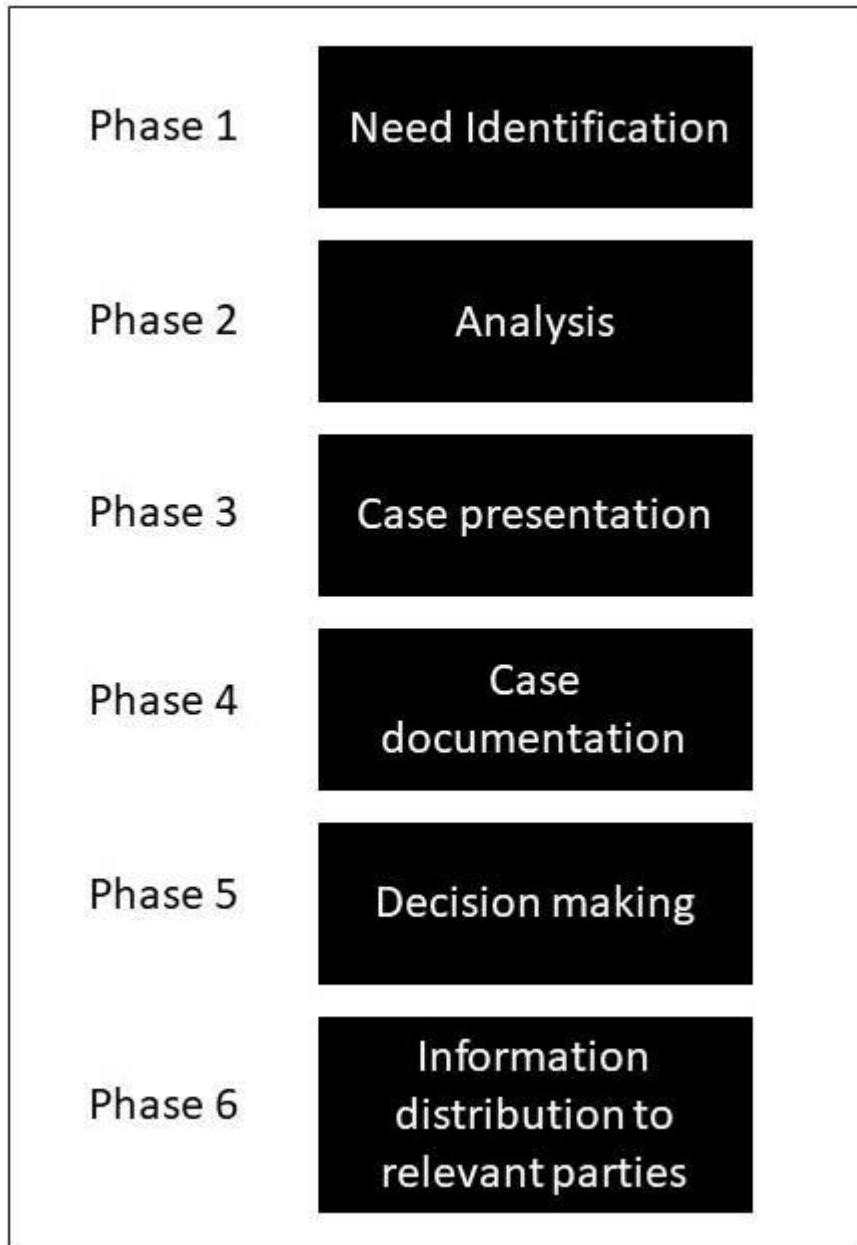 Phase 1
Need Identification
Phase 2
Analysis
Phase 3
Case presentation
Phase 4
Case
documentation
Phase 5
Decision making
Phase 6
Information
distribution to
relevant parties